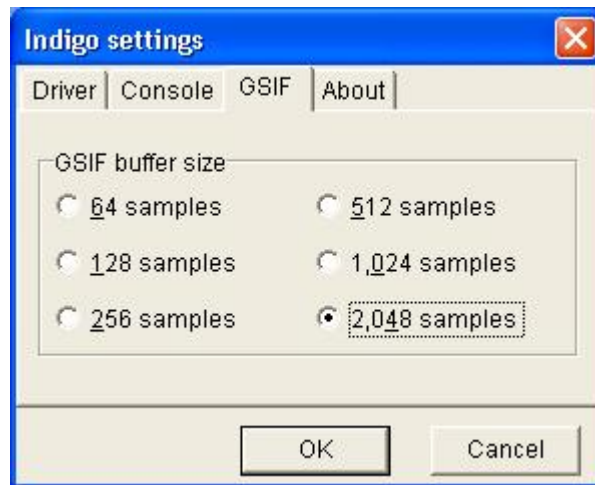 Indigo settings
Driver Console GSIF About
GSIF buffer size
64 samples 512 samples
128 samples 1,024 samples
256 samples 2,048 samples
OK Cancel